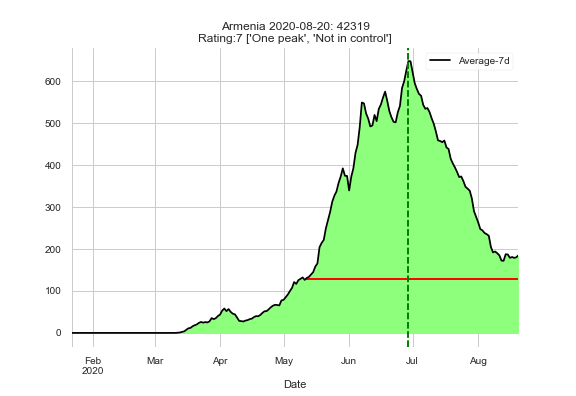 Armenia 2020-08-20: 42319
Rating:7 ['One peak', 'Not in control']
Average-7d
600
500
400
300
200
100
0
Feb
2020
Mar
Apr
May
Jun
Jul
Aug
Date